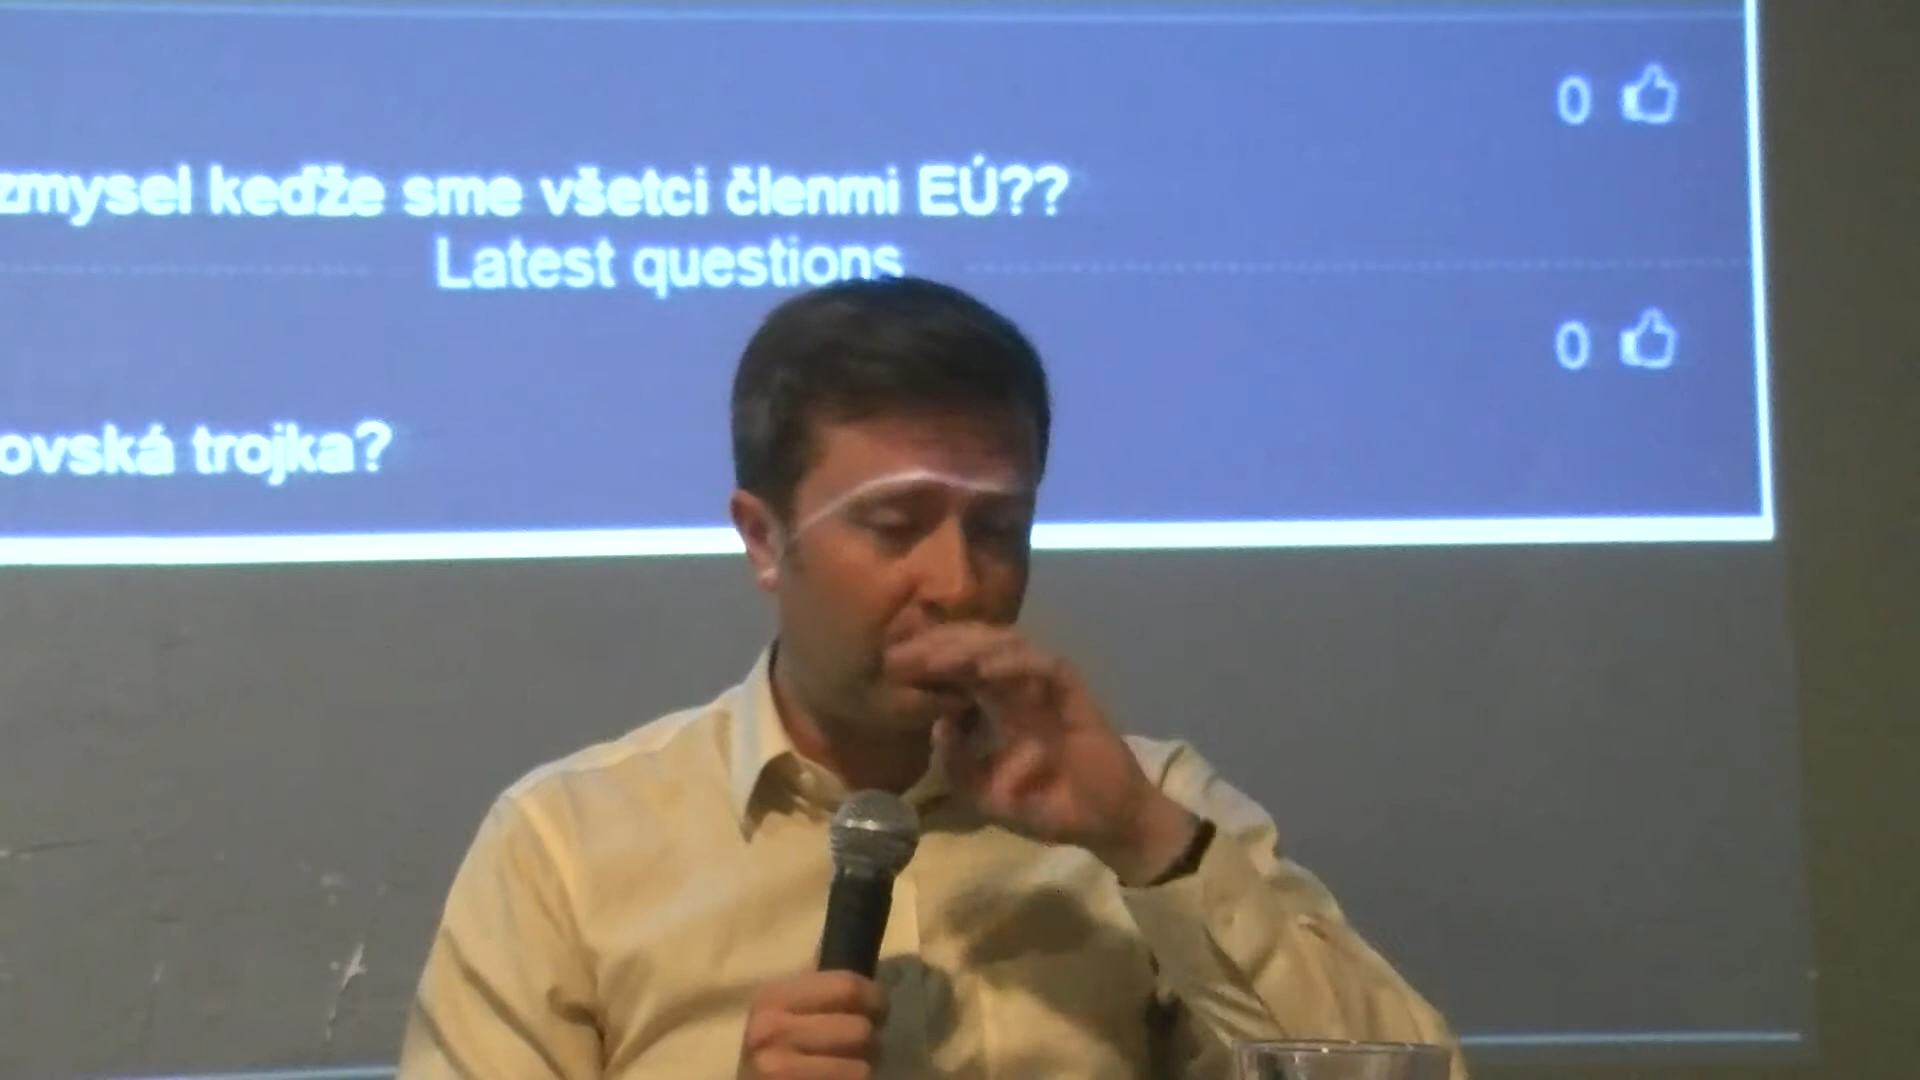 0
zmysel keďže sme všetci členmi EÚ??
Latest questions
0
ovská trojka?